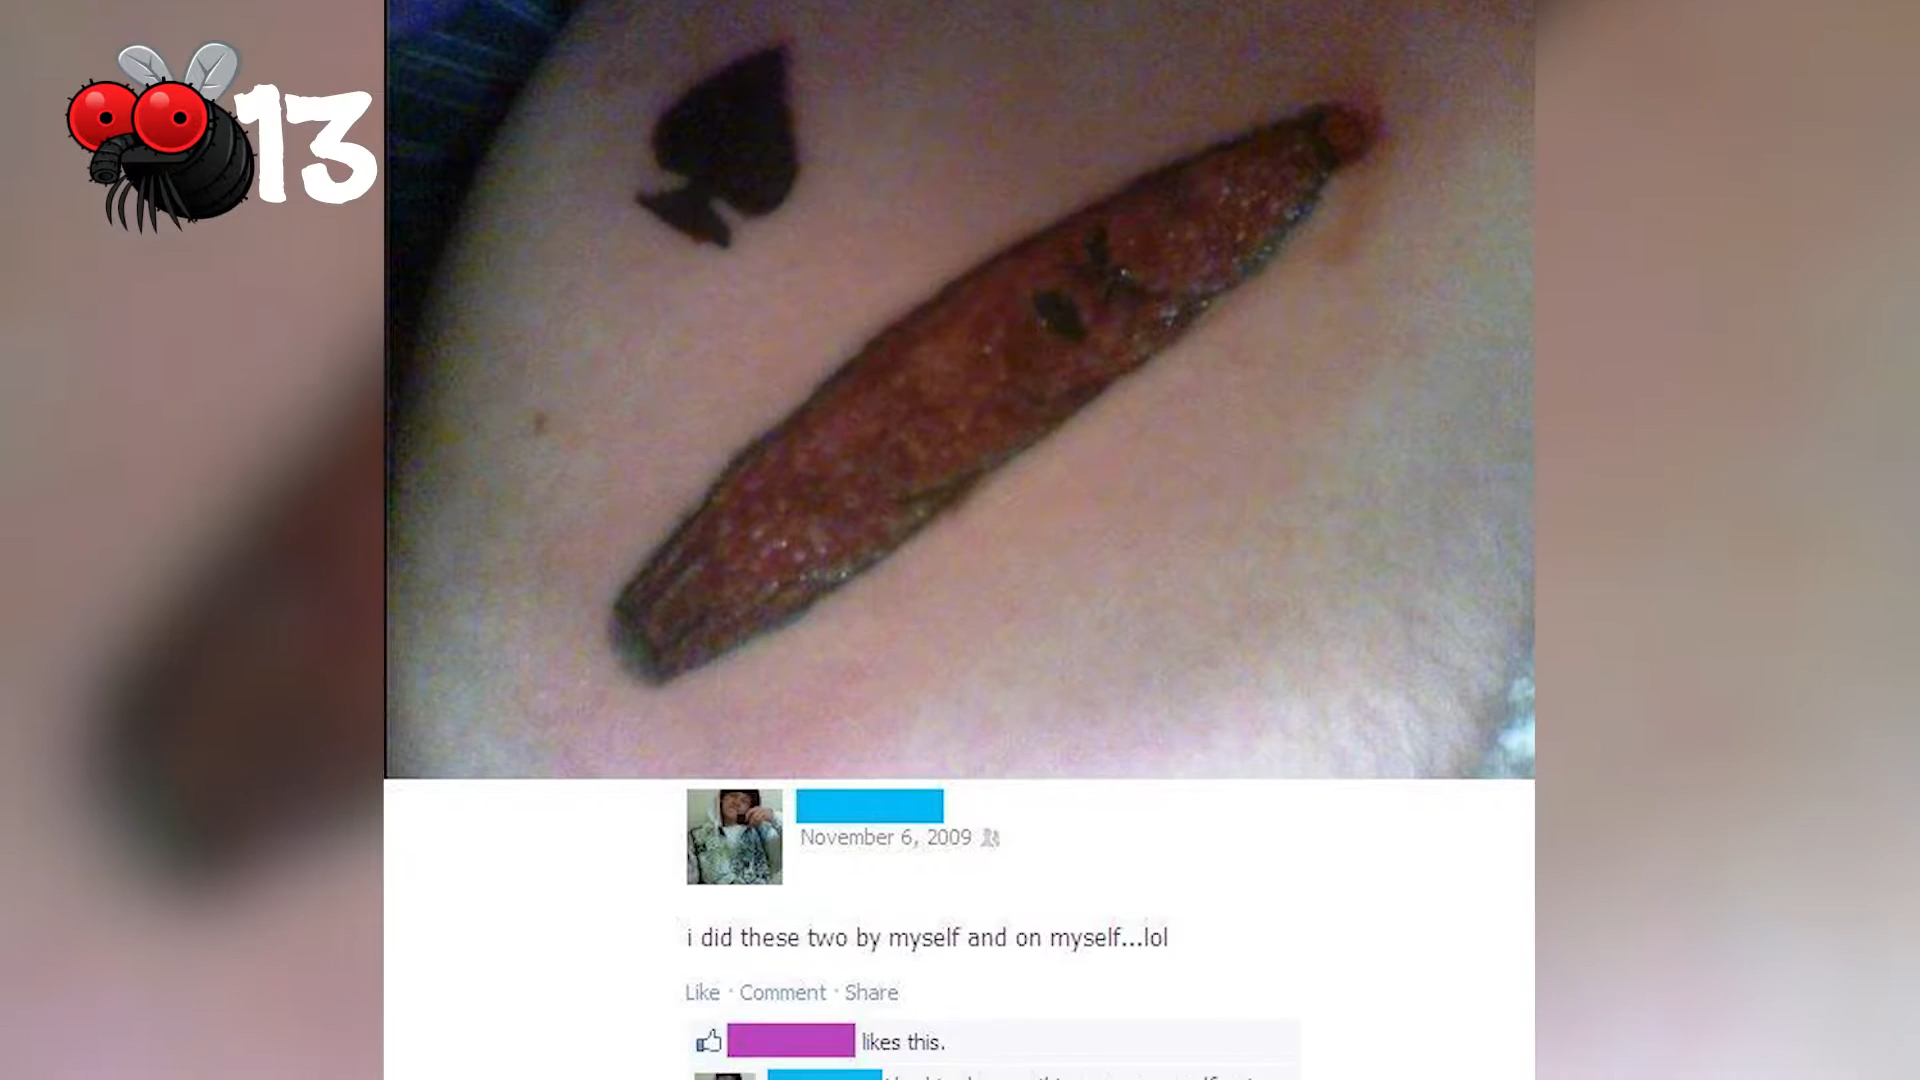 13
November 6, 2009
i did these two by myself and on myself...lol
Like · Comment · Share
likes this.